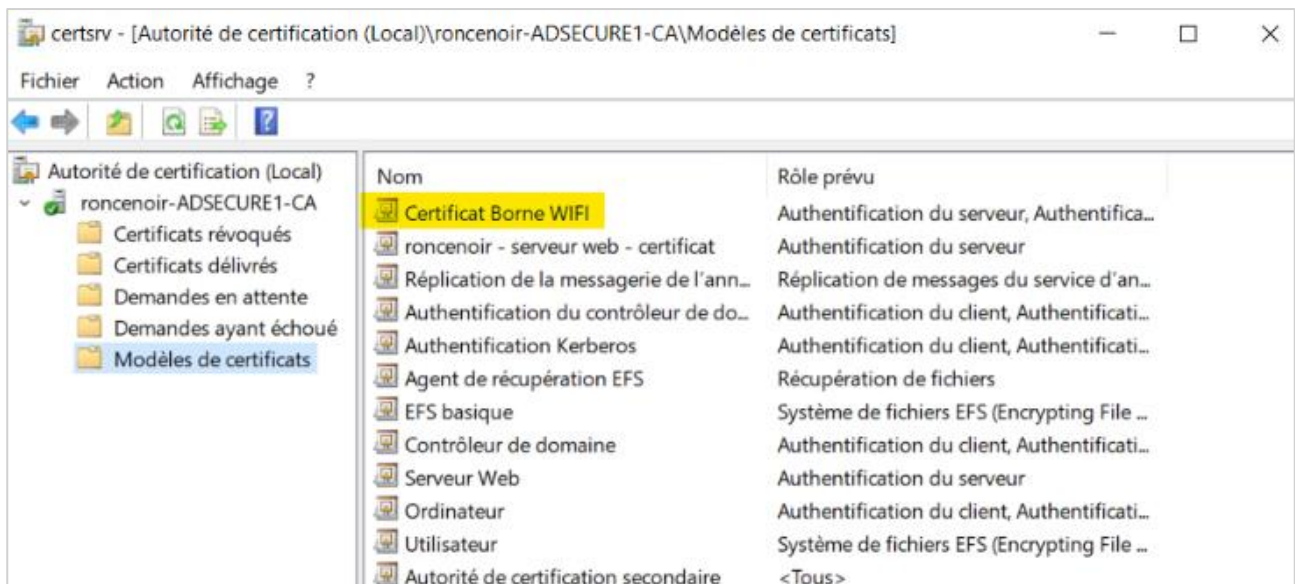 certsrv - [Autorité de certification (Local)\roncenoir-ADSECURE1-CA\Modèles de certificats]
Fichier Action Affichage ?
Autorité de certification (Local)
roncenoir-ADSECURE1-CA
Certificats révoqués
Certificats délivrés
Demandes en attente
Demandes ayant échoué
Modèles de certificats
Nom Rôle prévu
Certificat Borne WIFI Authentification du serveur, Authentifica...
roncenoir - serveur web - certificat Authentification du serveur
Réplication de la messagerie de l'ann... Réplication de messages du service d'an...
Authentification du contrôleur de do... Authentification du client, Authentificati...
Authentification Kerberos Authentification du client, Authentificati...
Agent de récupération EFS Récupération de fichiers
EFS basique Système de fichiers EFS (Encrypting File ...
Contrôleur de domaine Authentification du client, Authentificati...
Serveur Web Authentification du serveur
Ordinateur Authentification du client, Authentificati...
Utilisateur Système de fichiers EFS (Encrypting File ...
Autorité de certification secondaire <Tous>